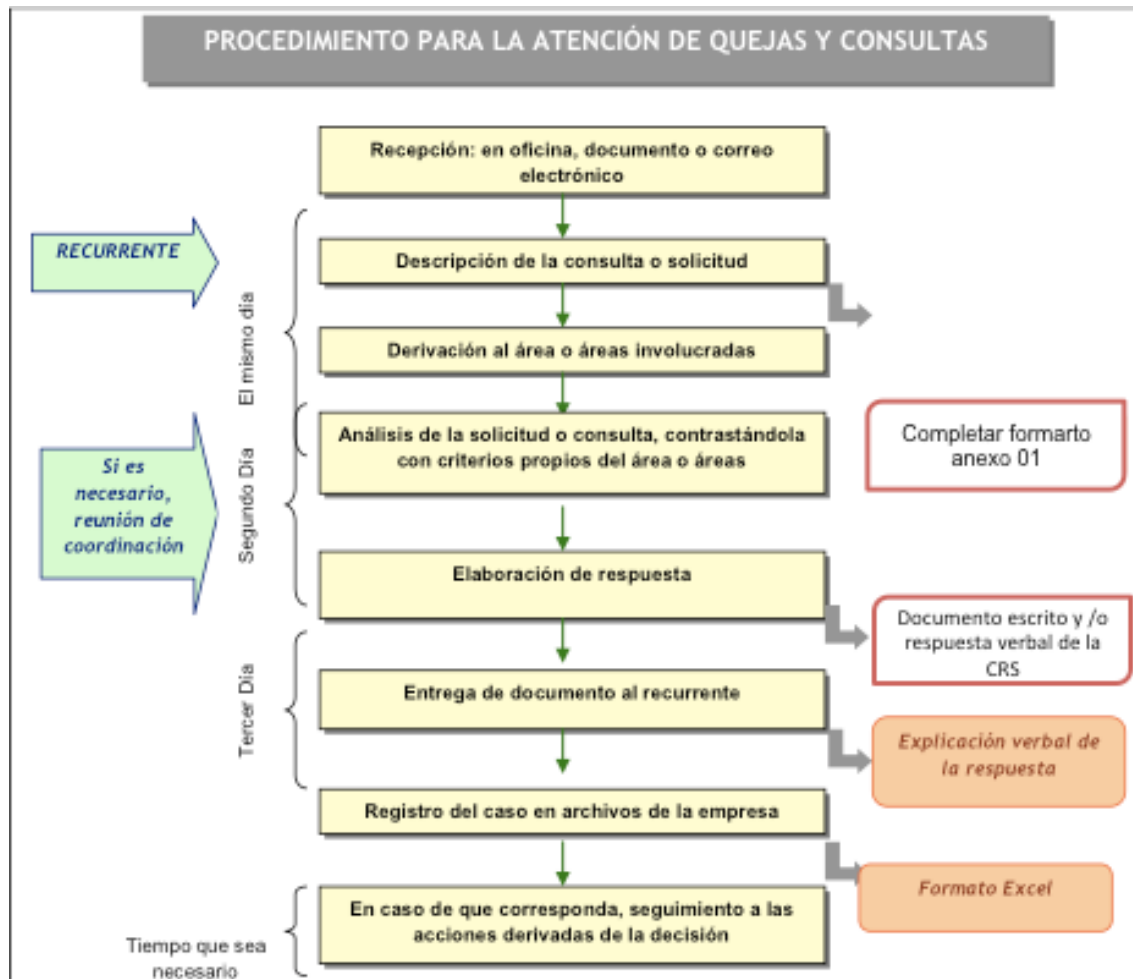 PROCEDIMIENTO PARA LA ATENCIÓN DE QUEJAS Y CONSULTAS
Recepción: en oficina, documento o correo
electrónico
RECURRENTE
Descripción de la consulta o solicitud
El mismo día
Derivación al área o áreas involucradas
Análisis de la solicitud o consulta, contrastándola
con criterios propios del área o áreas
Completar formarto
anexo 01
Si es
necesario,
reunión de
coordinación
Segundo Día
Elaboración de respuesta
Documento escrito y /o
respuesta verbal de la
CRS
Tercer Día
Entrega de documento al recurrente
Explicación verbal de
la respuesta
Registro del caso en archivos de la empresa
Formato Excel
En caso de que corresponda, seguimiento a las
acciones derivadas de la decisión
Tiempo que sea
necesario